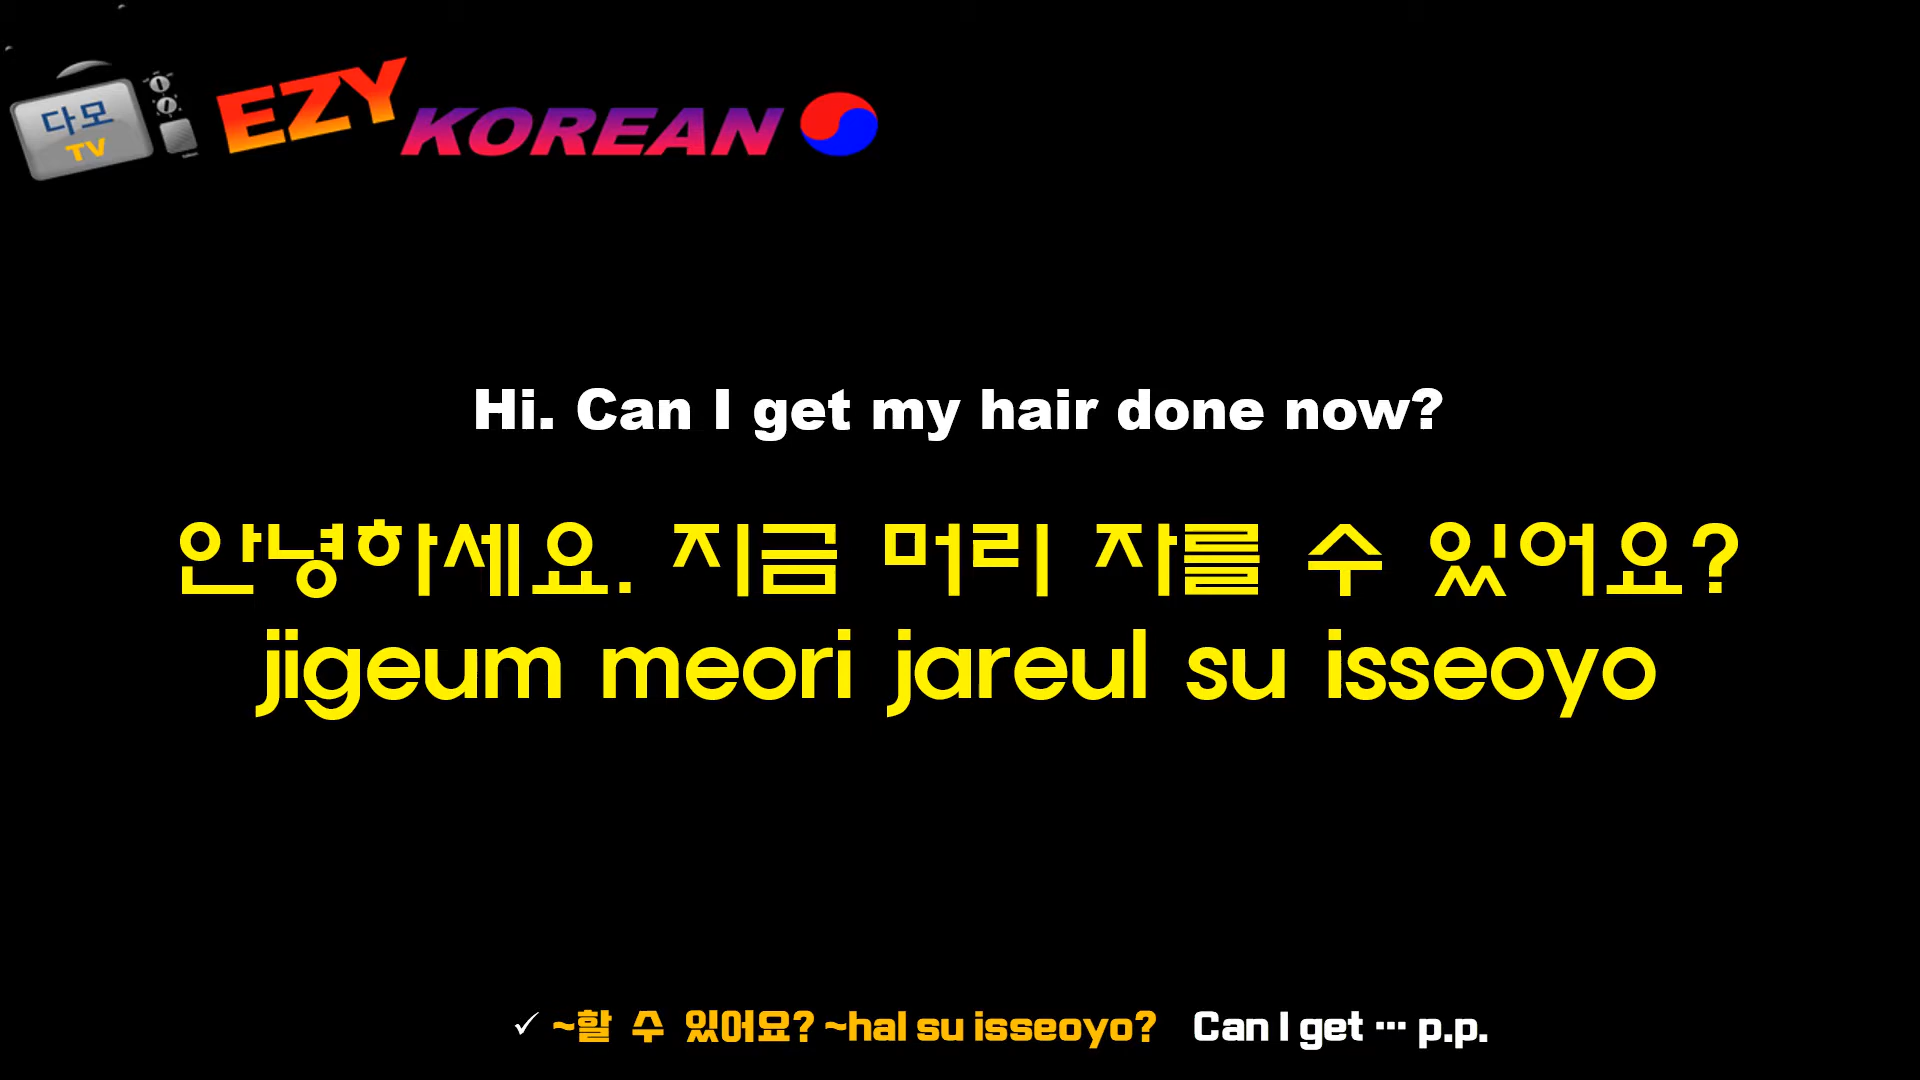 다모
TV
EZY KOREAN
Hi. Can I get my hair done now?
안녕하세요. 지금 머리 자를 수 있어요?
jigeum meori jareul su isseoyo
✓ ~할 수 있어요? ~hal su isseoyo? Can I get ··· p.p.